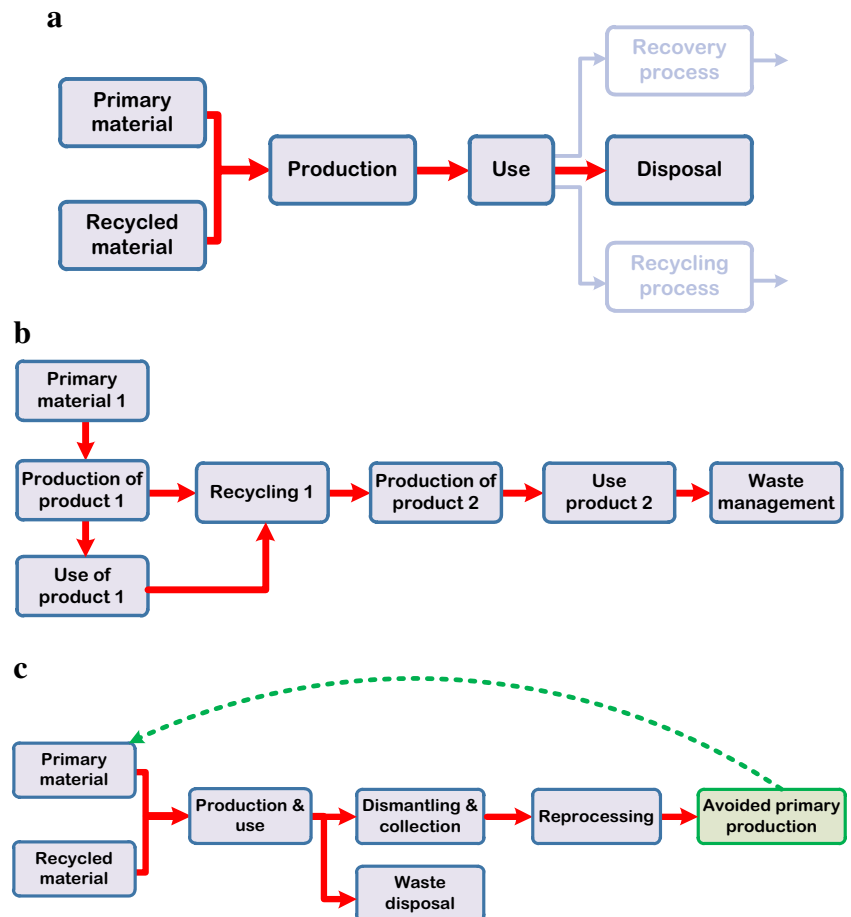 a
Recovery
process
Primary
material
Production
Use
Disposal
Recycled
material
Recycling
process
b
Primary
material 1
Production of
product 1
Recycling 1
Production of
product 2
Use
product 2
Waste
management
Use of
product 1
c
Primary
material
Production &
use
Dismantling &
collection
Reprocessing
Avoided primary
production
Recycled
material
Waste
disposal